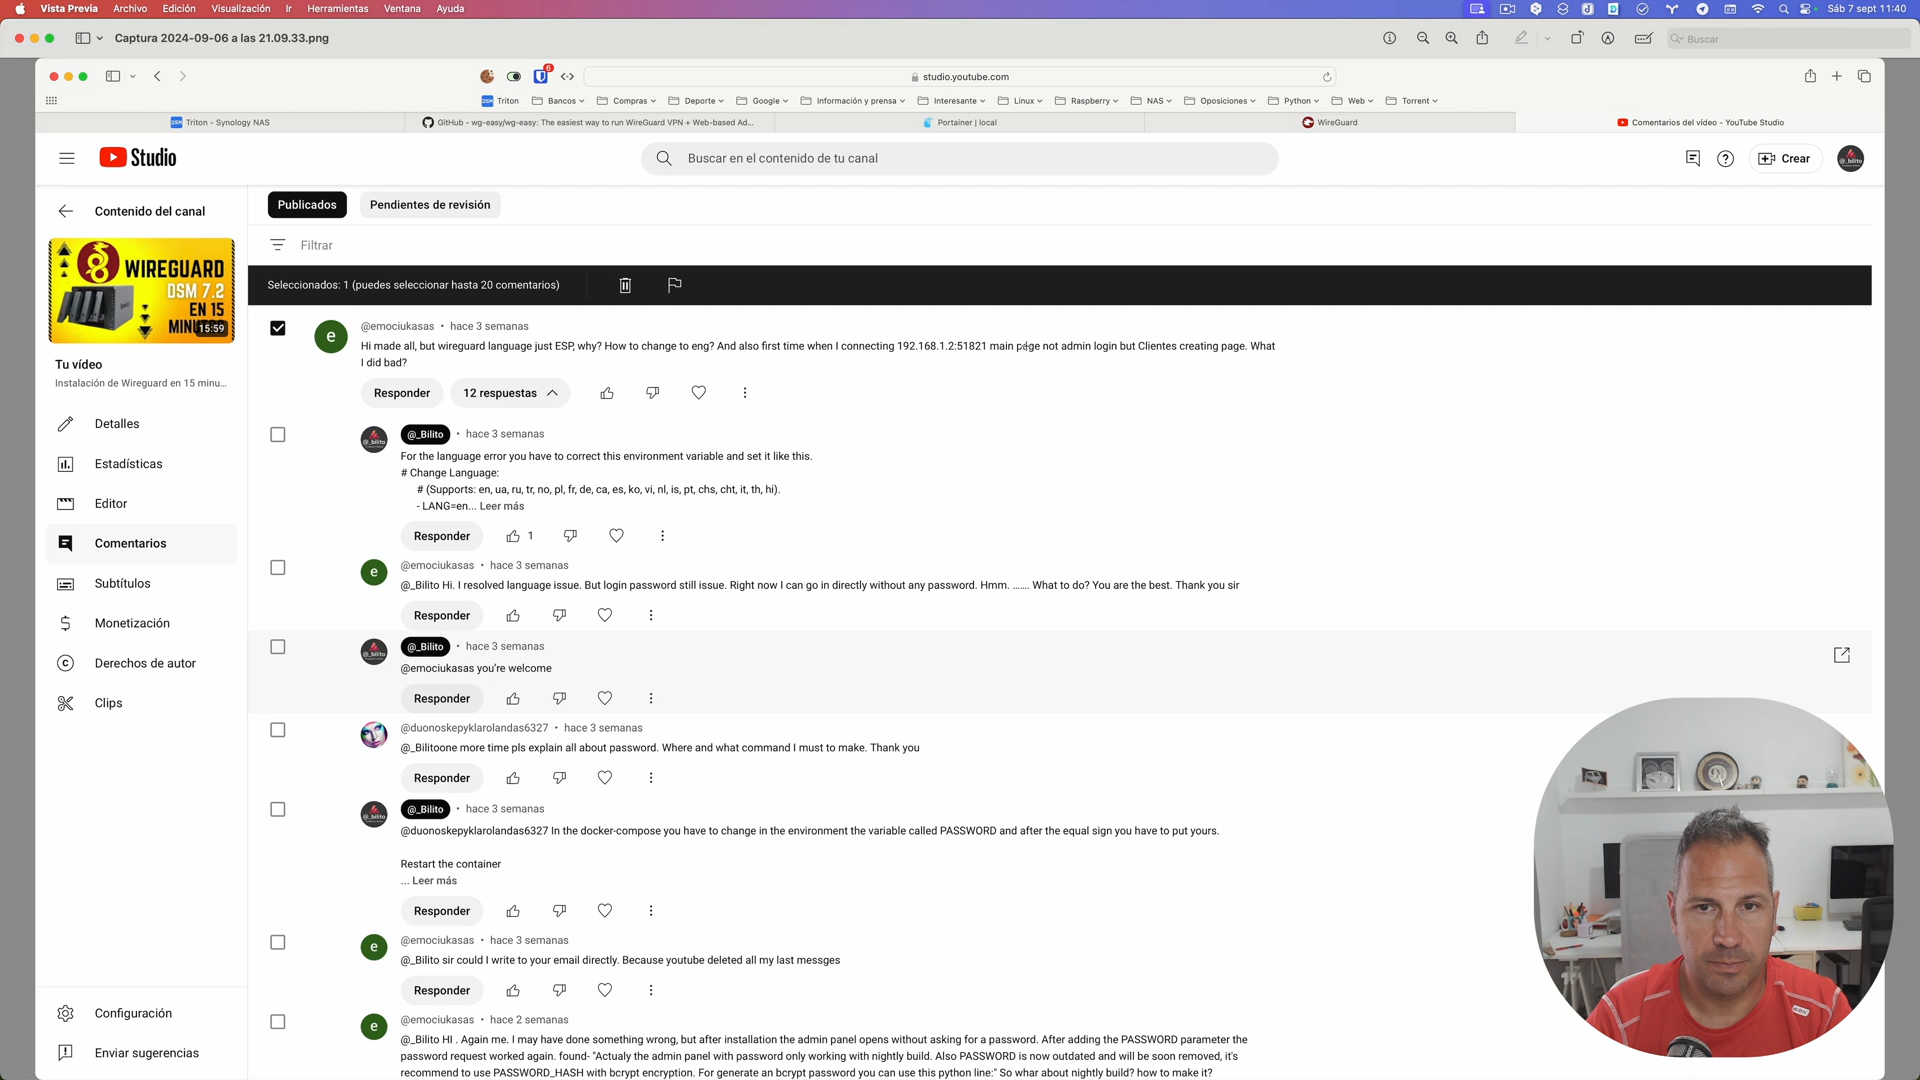 Vista Previa Archivo Edición Visualización Ir Herramientas Ventana Ayuda
Sáb 7 sept 11:40
Captura 2024-09-06 a las 21.09.33.png
Buscar
6
studio.youtube.com
Triton Bancos Compras Deporte Google Información y prensa Interesante Linux Raspberry NAS Oposiciones Python Web Torrent
Triton - Synology NAS
GitHub - wg-easy/wg-easy: The easiest way to run WireGuard VPN + Web-based Ad...
Portainer | local
WireGuard
Comentarios del vídeo - YouTube Studio
Studio
Buscar en el contenido de tu canal
Crear
Contenido del canal
WIREGUARD
DSM 7.2
EN 15
15:59
Tu vídeo
Instalación de Wireguard en 15 minu...
Detalles
Estadísticas
Editor
Comentarios
Subtítulos
Monetización
Derechos de autor
Clips
Configuración
Enviar sugerencias
Publicados
Pendientes de revisión
Filtrar
Seleccionados: 1 (puedes seleccionar hasta 20 comentarios)
e
@emociukasas • hace 3 semanas
Hi made all, but wireguard language just ESP, why? How to change to eng? And also first time when I connecting 192.168.1.2:51821 main page not admin login but Clientes creating page. What
I did bad?
Responder
12 respuestas
@_Bilito • hace 3 semanas
For the language error you have to correct this environment variable and set it like this.
# Change Language:
# (Supports: en, ua, ru, tr, no, pl, fr, de, ca, es, ko, vi, nl, is, pt, chs, cht, it, th, hi).
- LANG=en... Leer más
Responder
1
e
@emociukasas • hace 3 semanas
@_Bilito Hi. I resolved language issue. But login password still issue. Right now I can go in directly without any password. Hmm. ....... What to do? You are the best. Thank you sir
Responder
@_Bilito • hace 3 semanas
@emociukasas you're welcome
Responder
@duonoskepyklarolandas6327 • hace 3 semanas
@_Bilitoone more time pls explain all about password. Where and what command I must to make. Thank you
Responder
@_Bilito • hace 3 semanas
@duonoskepyklarolandas6327 In the docker-compose you have to change in the environment the variable called PASSWORD and after the equal sign you have to put yours.
Restart the container
... Leer más
Responder
e
@emociukasas • hace 3 semanas
@_Bilito sir could I write to your email directly. Because youtube deleted all my last messges
Responder
e
@emociukasas • hace 2 semanas
@_Bilito HI . Again me. I may have done something wrong, but after installation the admin panel opens without asking for a password. After adding the PASSWORD parameter the
password request worked again. found- "Actualy the admin panel with password only working with nightly build. Also PASSWORD is now outdated and will be soon removed, it's
recommend to use PASSWORD_HASH with bcrypt encryption. For generate an bcrypt password you can use this python line:" So whar about nightly build? how to make it?